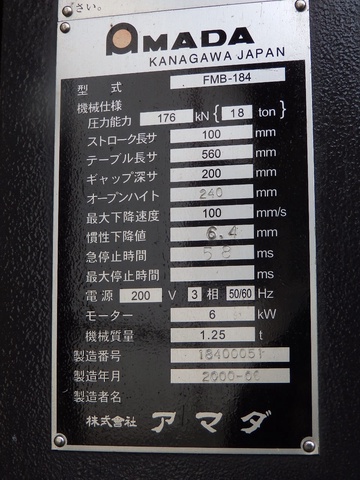 さい。
AMADA
KANAGAWA JAPAN
型 式 FMB-184
機械仕様
圧力能力 176 kN { 18 ton }
ストローク長サ 100 mm
テーブル長サ 560 mm
ギャップ深サ 200 mm
オープンハイト 240 mm
最大下降速度 100 mm/s
慣性下降値 6.4 mm
急停止時間 58 ms
最大停止時間 ms
電源 200 V 3 相 50/60 Hz
モーター 6 kW
機械質量 1.25 t
製造番号 18400051
製造年月 2000-06
製造者名
株式會社 アマダ